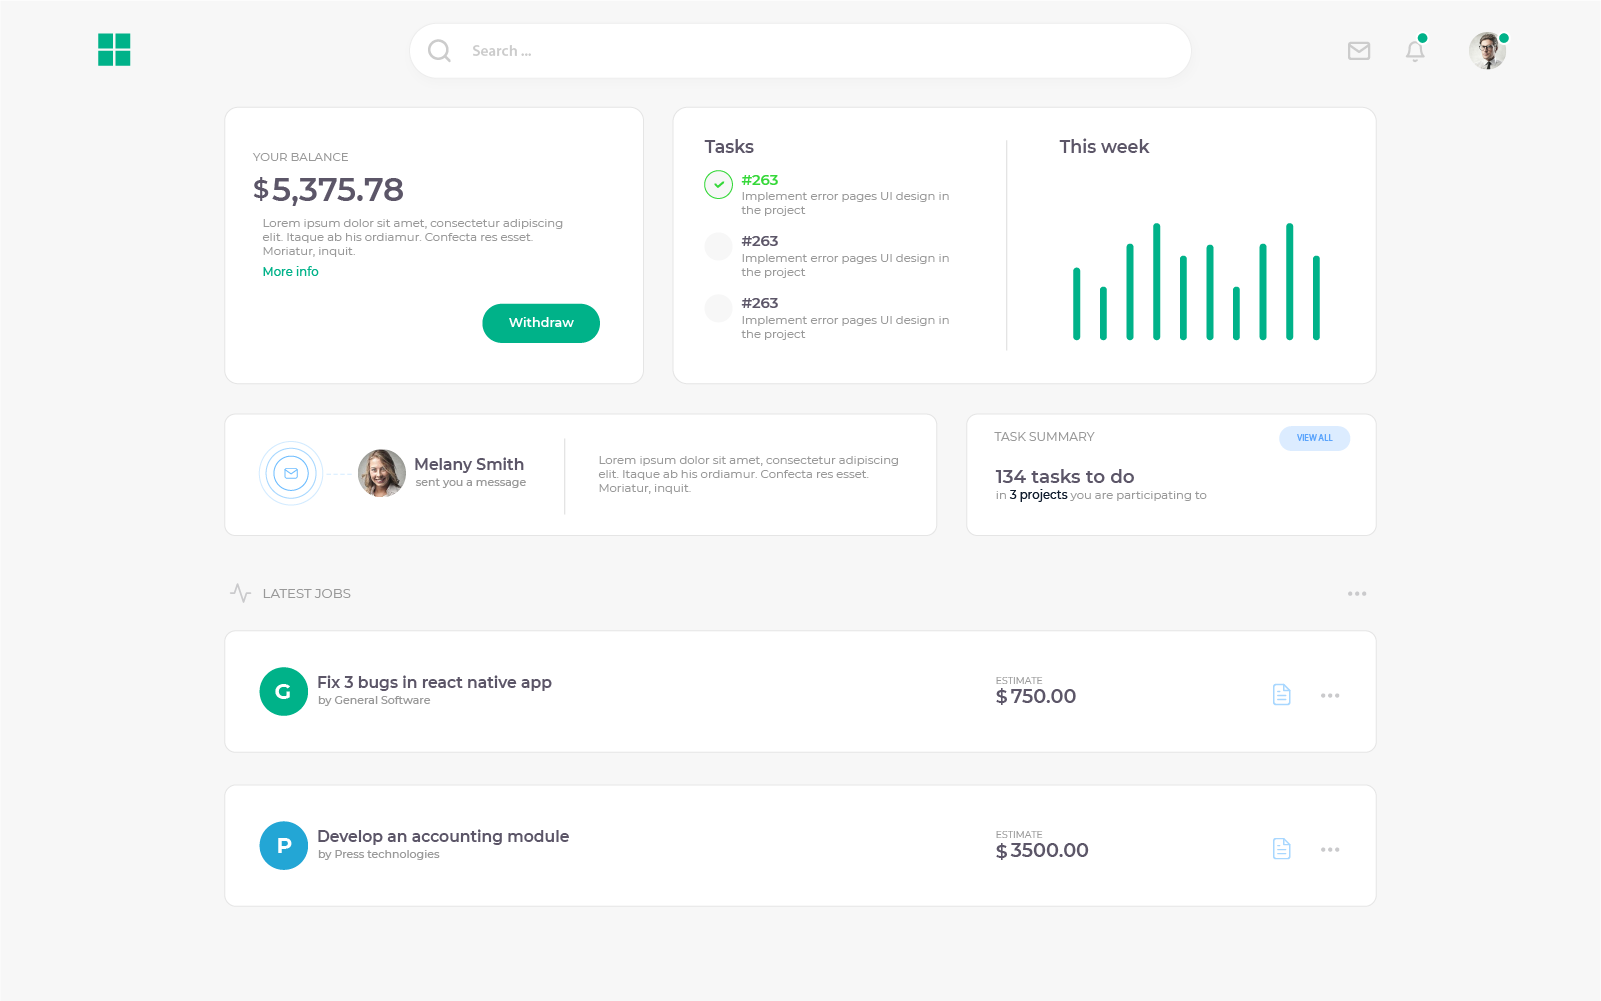 Search ...
YOUR BALANCE
$5,375.78
Lorem ipsum dolor sit amet, consectetur adipiscing
elit. Itaque ab his ordiamur. Confecta res esset.
Moriatur, inquit.
More info
Withdraw
Tasks
#263
Implement error pages UI design in
the project
#263
Implement error pages UI design in
the project
#263
Implement error pages UI design in
the project
This week
Melany Smith
sent you a message
Lorem ipsum dolor sit amet, consectetur adipiscing
elit. Itaque ab his ordiamur. Confecta res esset.
Moriatur, inquit.
TASK SUMMARY
VIEW ALL
134 tasks to do
in 3 projects you are participating to
LATEST JOBS
G
Fix 3 bugs in react native app
by General Software
ESTIMATE
$750.00
P
Develop an accounting module
by Press technologies
ESTIMATE
$3500.00